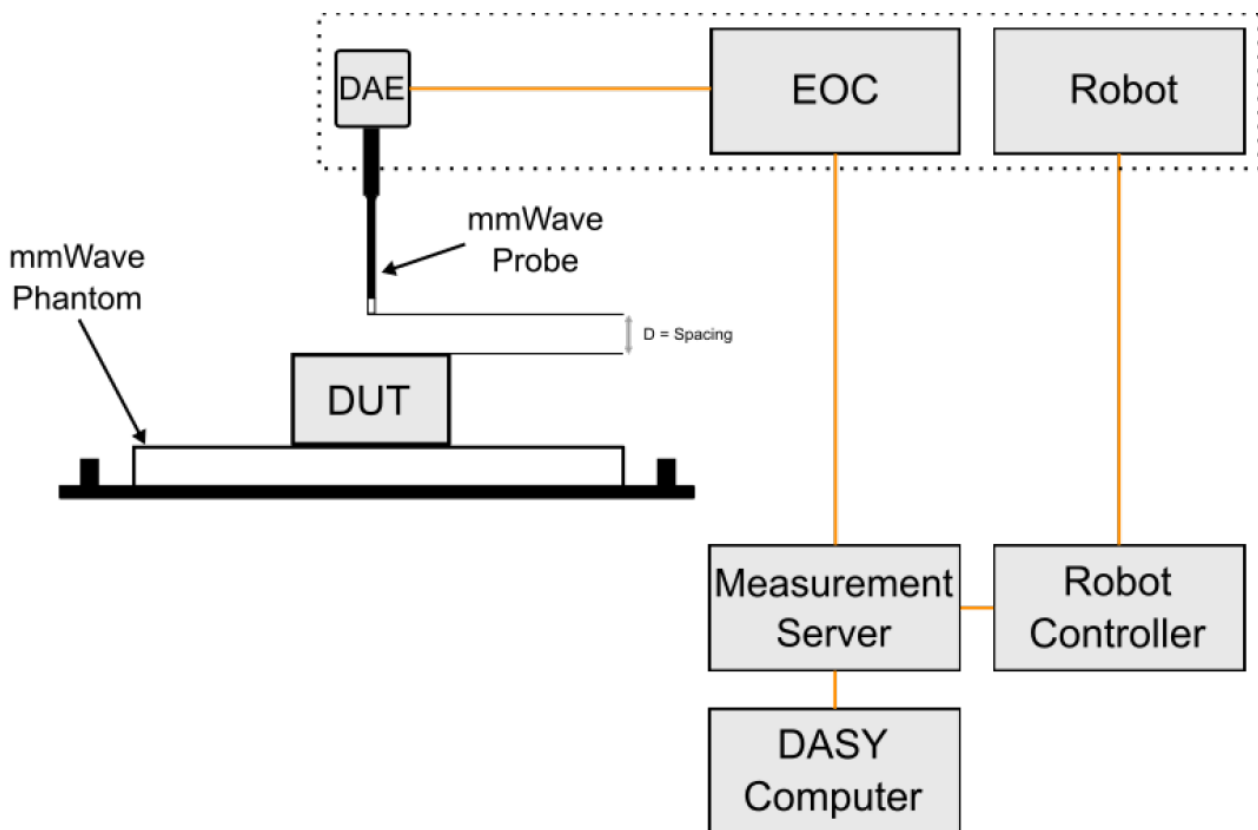 DAE
EOC
Robot
mmWave
Probe
mmWave
Phantom
D = Spacing
DUT
Measurement
Server
Robot
Controller
DASY
Computer